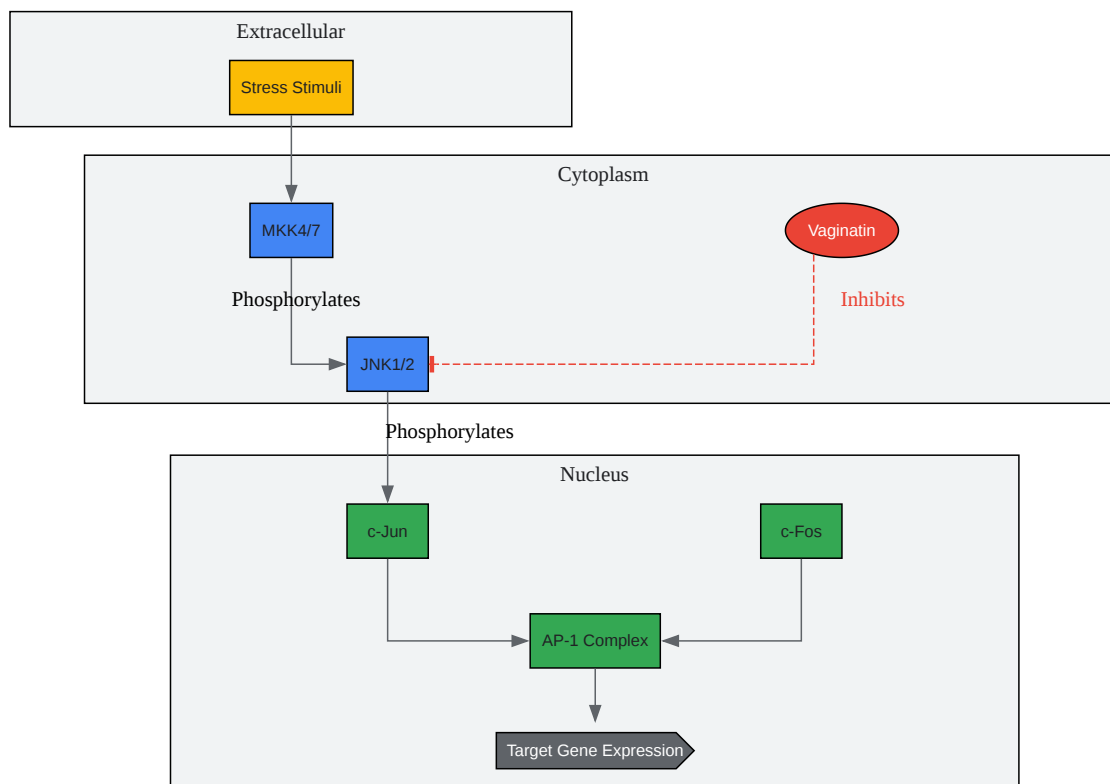 Extracellular
Stress Stimuli
Cytoplasm
MKK4/7
Vaginatin
Phosphorylates
Inhibits
JNK1/2
Phosphorylates
Nucleus
c-Jun
c-Fos
AP-1 Complex
Target Gene Expression